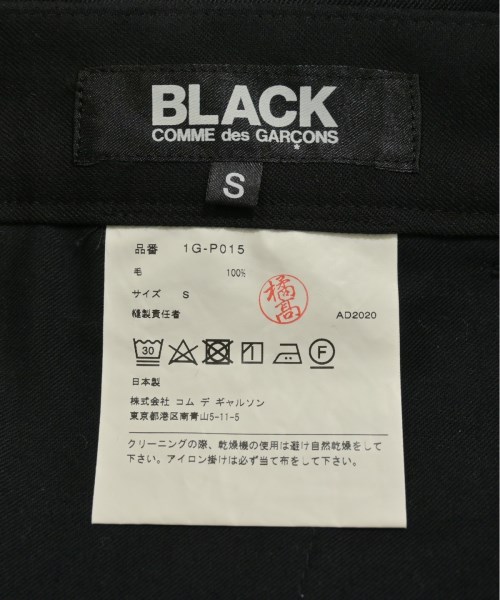 BLACK
COMME des GARÇONS
S
品番 1G-P015
毛 100%
サイズ S
縫製責任者 橘高 AD2020
30 F
日本製
株式会社 コム デ ギャルソン
東京都港区南青山5-11-5
クリーニングの際、乾燥機の使用は避け自然乾燥をして
下さい。アイロン掛けは必ず当て布をして下さい。